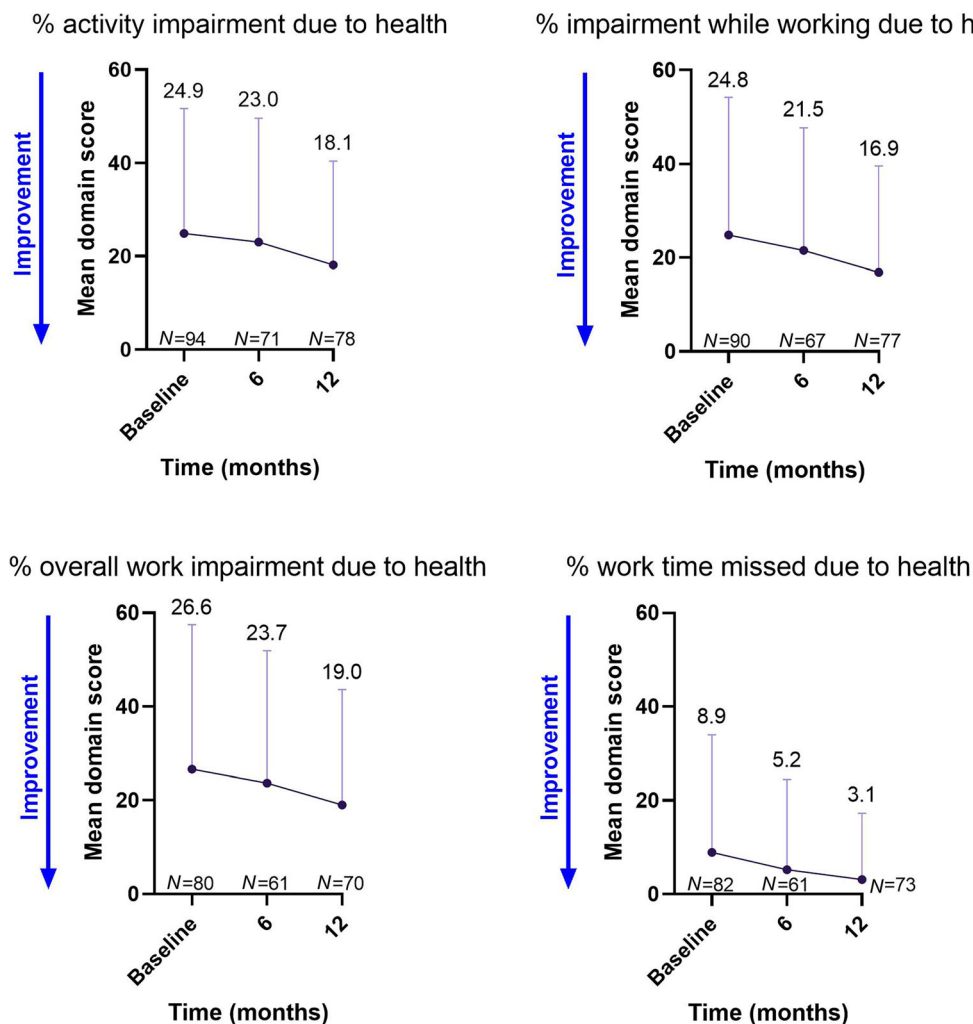 % activity impairment due to health
Improvement
Mean domain score
60
40
20
0
24.9
23.0
18.1
N=94
N=71
N=78
Baseline
6
12
Time (months)
% impairment while working due to h
Improvement
Mean domain score
60
40
20
0
24.8
21.5
16.9
N=90
N=67
N=77
Baseline
6
12
Time (months)
% overall work impairment due to health
Improvement
Mean domain score
60
40
20
0
26.6
23.7
19.0
N=80
N=61
N=70
Baseline
6
12
Time (months)
% work time missed due to health
Improvement
Mean domain score
60
40
20
0
8.9
5.2
3.1
N=82
N=61
N=73
Baseline
6
12
Time (months)